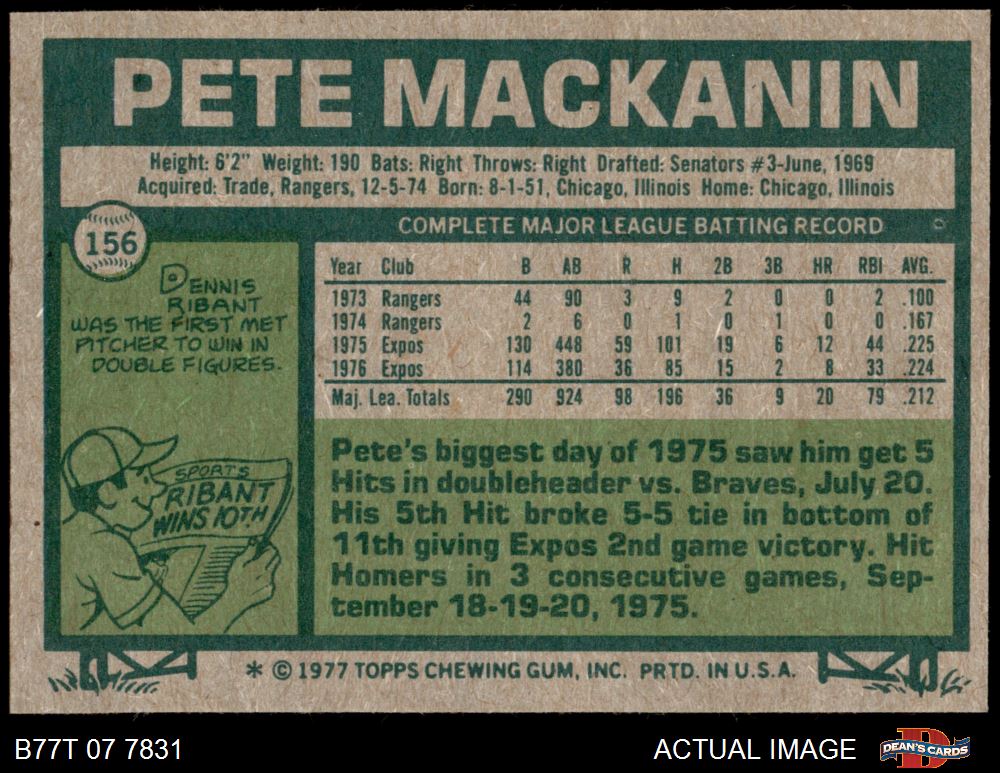 PETE MACKANIN
Height: 6'2" Weight: 190 Bats: Right Throws: Right Drafted: Senators #3-June, 1969
Acquired: Trade, Rangers, 12-5-74 Born: 8-1-51, Chicago, Illinois Home: Chicago, Illinois
156
DENNIS
RIBANT
WAS THE FIRST MET
PITCHER TO WIN IN
DOUBLE FIGURES.
SPORTS
RIBANT
WINS 10TH
COMPLETE MAJOR LEAGUE BATTING RECORD
Year Club B AB R H 2B 3B HR RBI AVG.
1973 Rangers 44 90 3 9 2 0 0 2 .100
1974 Rangers 2 6 0 1 0 1 0 0 .167
1975 Expos 130 448 59 101 19 6 12 44 .225
1976 Expos 114 380 36 85 15 2 8 33 .224
Maj. Lea. Totals 290 924 98 196 36 9 20 79 .212
Pete's biggest day of 1975 saw him get 5
Hits in doubleheader vs. Braves, July 20.
His 5th Hit broke 5-5 tie in bottom of
11th giving Expos 2nd game victory. Hit
Homers in 3 consecutive games, Sep-
tember 18-19-20, 1975.
* © 1977 TOPPS CHEWING GUM, INC. PRTD. IN U.S.A.
B77T 07 7831
ACTUAL IMAGE
DEAN'S CARDS